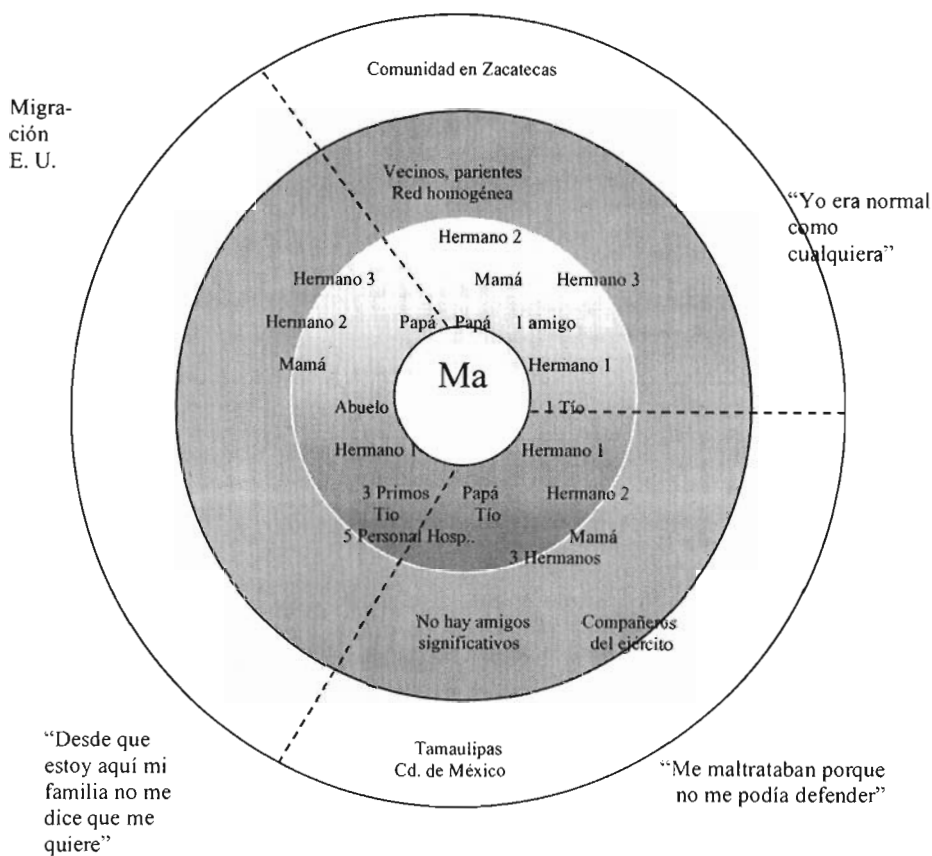 Comunidad en Zacatecas
Migra-
ción
E. U.
Vecinos, parientes
Red homogénea
“Yo era normal
como
cualquiera”
Hermano 2
Hermano 3
Mamá
Hermano 3
Hermano 2
Papá
Papá
1 amigo
Mamá
Ma
Hermano 1
Abuelo
1 Tío
Hermano 1
Hermano 1
3 Primos
Tio
Papá
Tío
Hermano 2
5 Personal Hosp..
Mamá
3 Hermanos
No hay amigos
significativos
Compañeros
del ejército
“Desde que
estoy aquí mi
familia no me
dice que me
quiere”
Tamaulipas
Cd. de México
“Me maltrataban porque
no me podía defender”